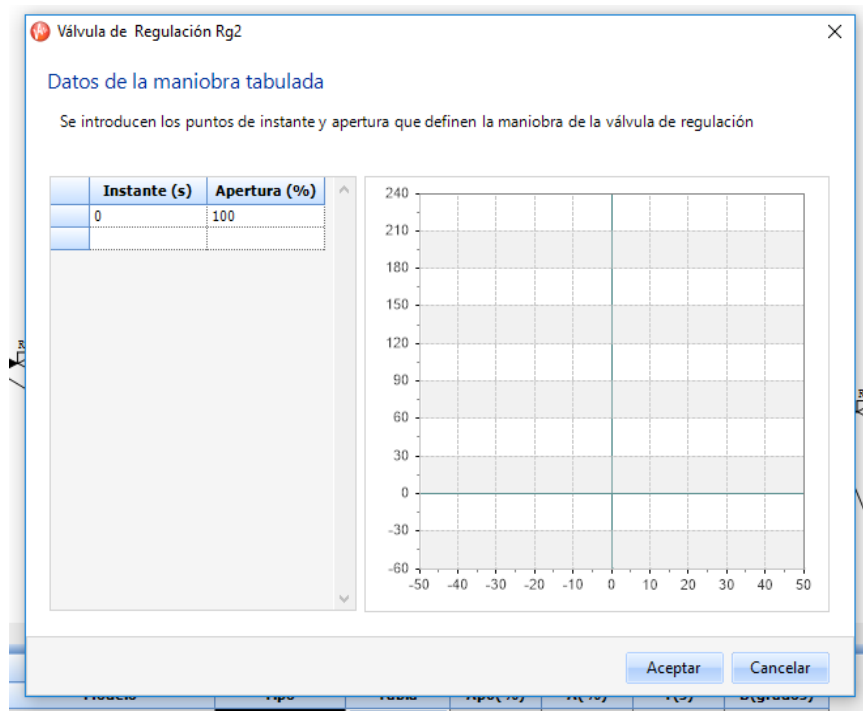 Válvula de Regulación Rg2
Datos de la maniobra tabulada
Se introducen los puntos de instante y apertura que definen la maniobra de la válvula de regulación
Instante (s) Apertura (%)
0 100
240
210
180
150
120
90
60
30
0
-30
-60
-50 -40 -30 -20 -10 0 10 20 30 40 50
Aceptar Cancelar